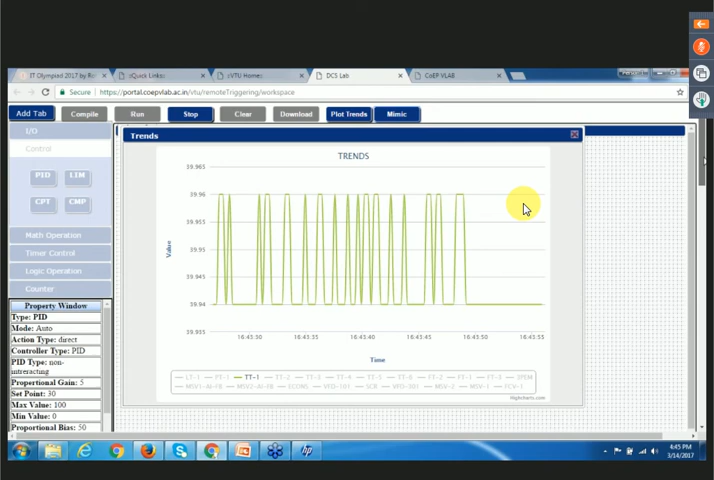 IT Olympiad 2017 by Re
:Quick Links:
:VTU Home:
DCS Lab
CoEP VLAB
Secure https://portal.coepvlab.ac.in/vtu/remoteTriggering/workspace
Add Tab Compile Run Stop Clear Download Plot Trends Mimic
I/O
Control
PID LIM
CPT CMP
Math Operation
Timer Control
Logic Operation
Counter
Property Window
Type: PID
Mode: Auto
Action Type: direct
Controller Type: PID
PID Type: non-
intreracting
Proportional Gain: 5
Set Point: 30
Max Value: 100
Min Value: 0
Proportional Bias: 50
Trends
TRENDS
Value
39.965
39.96
39.955
39.95
39.945
39.94
39.935
16:43:30 16:43:35 16:43:40 16:43:45 16:43:50 16:43:55
Time
LT-1 PT-1 TT-1 TT-2 TT-3 TT-4 TT-5 TT-6 FT-2 FT-1 FT-3
MSV1-AI-FB MSV2-AI-FB ECONS VFD-101 SCR VFD-301 MSV-2 MSV-1 FCV-1
Highcharts.com
4:45 PM
3/14/2017